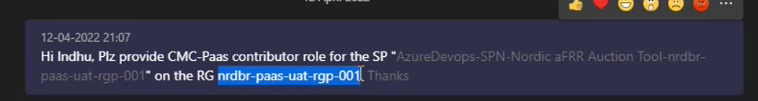 12-04-2022 21:07
Hi Indhu, Plz provide CMC-Paas contributor role for the SP "AzureDevops-SPN-Nordic aFRR Auction Tool-nrdbr-
paas-uat-rgp-001" on the RG nrdbr-paas-uat-rgp-001. Thanks